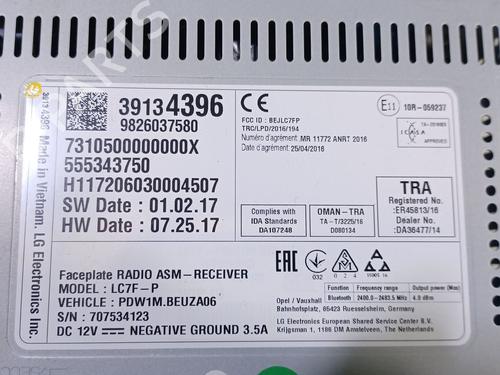 39134396
9826037580
7310500000000X
555343750
H117206030004507
SW Date : 01.02.17
HW Date : 07.25.17
39134396 Made in Vietnam. LG Electronics Inc.
CE
FCC ID : BEJLC7FP
TRC/LPD/2016/194
Numéro d'agrément: MR 11772 ANRT 2016
Date d'agrément: 25/04/2016
E11
10R-059237
ICASA
APPROVED
Complies with
IDA Standards
DA107248
OMAN-TRA
TA-T/3225/16
D080134
TRA
Registered No.
:ER45813/16
Dealer No.
:DA36477/14
EAC
032
Function Frequency range Output power (Max)
Bluetooth 2400.0 - 2483.5 MHz 4.0 dBm
Faceplate RADIO ASM-RECEIVER
MODEL : LC7F-P
VEHICLE : PDW1M.BEUZA06
S/N : 707534123
DC 12V NEGATIVE GROUND 3.5A
Opel / Vauxhall
Bahnhofsplatz, 65423 Ruesselsheim, Germany
LG Electronics European Shared Service Center B.V.
Krijgsman 1, 1186 DM Amstelveen, The Netherlands